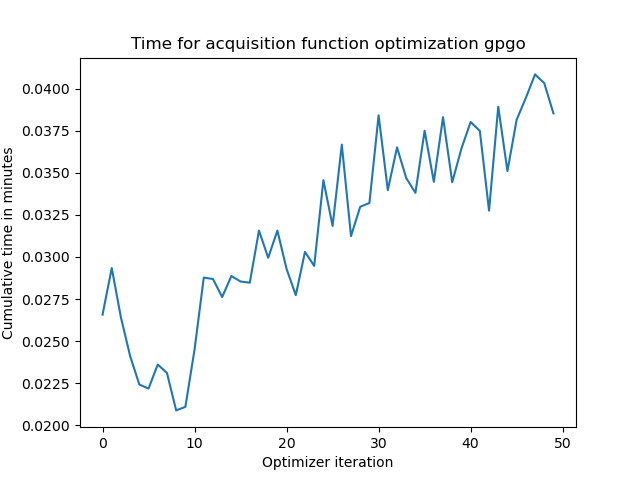 Time for acquisition function optimization gpgo
0.0400
0.0375
0.0350
0.0325
0.0300
0.0275
0.0250
0.0225
0.0200
Cumulative time in minutes
0 10 20 30 40 50
Optimizer iteration